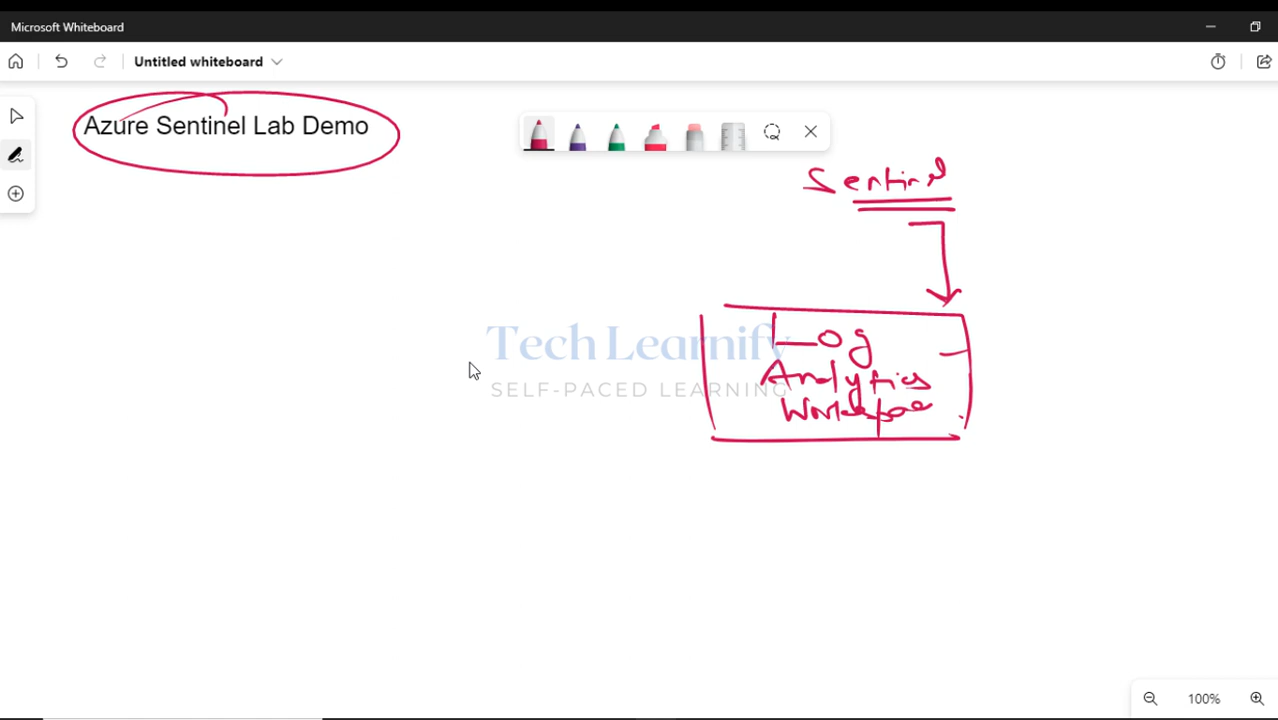 Microsoft Whiteboard
Untitled whiteboard
Azure Sentinel Lab Demo
Sentinel
Log
Analytics
Workspace
Tech Learnify
SELF-PACED LEARNING
100%